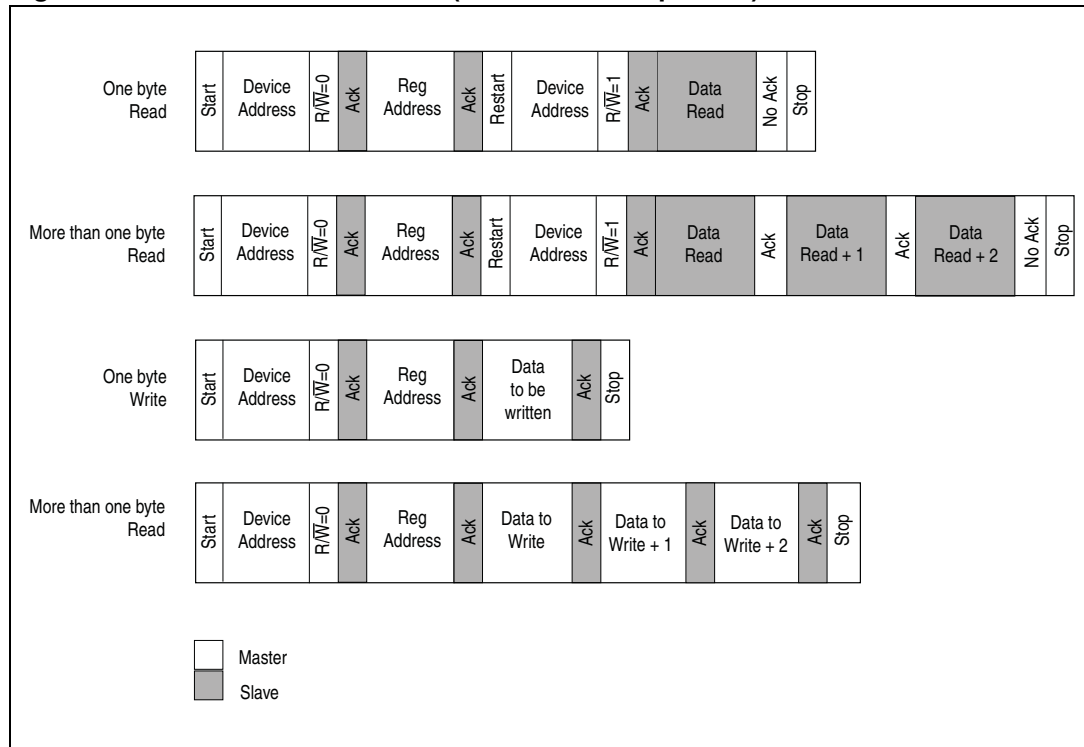 One byte
Read
Start
Device
Address
R/W̅=0
Ack
Reg
Address
Ack
Restart
Device
Address
R/W̅=1
Ack
Data
Read
No Ack
Stop
More than one byte
Read
Start
Device
Address
R/W̅=0
Ack
Reg
Address
Ack
Restart
Device
Address
R/W̅=1
Ack
Data
Read
Ack
Data
Read + 1
Ack
Data
Read + 2
No Ack
Stop
One byte
Write
Start
Device
Address
R/W̅=0
Ack
Reg
Address
Ack
Data
to be
written
Ack
Stop
More than one byte
Read
Start
Device
Address
R/W̅=0
Ack
Reg
Address
Ack
Data to
Write
Ack
Data to
Write + 1
Ack
Data to
Write + 2
Ack
Stop
Master
Slave